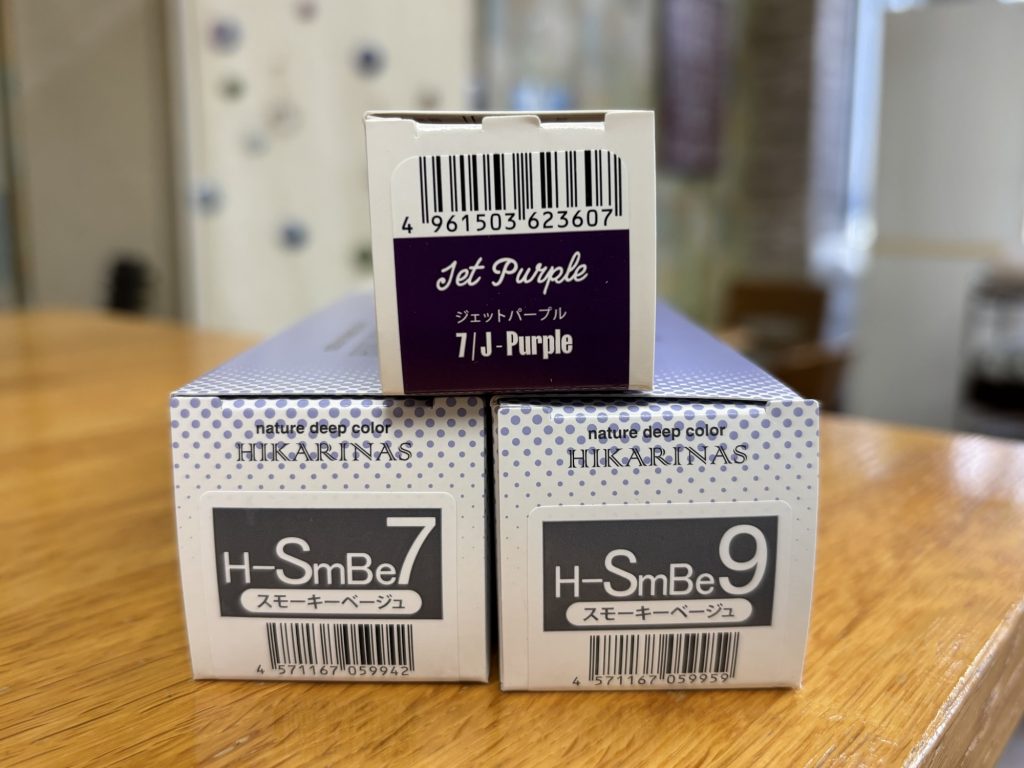 4 961503 623607
Jet Purple
ジェットパープル
7/J-Purple
nature deep color
HIKARINAS
H-SmBe7
スモーキーベージュ
4 571167 059942
nature deep color
HIKARINAS
H-SmBe9
スモーキーベージュ
4 571167 059959